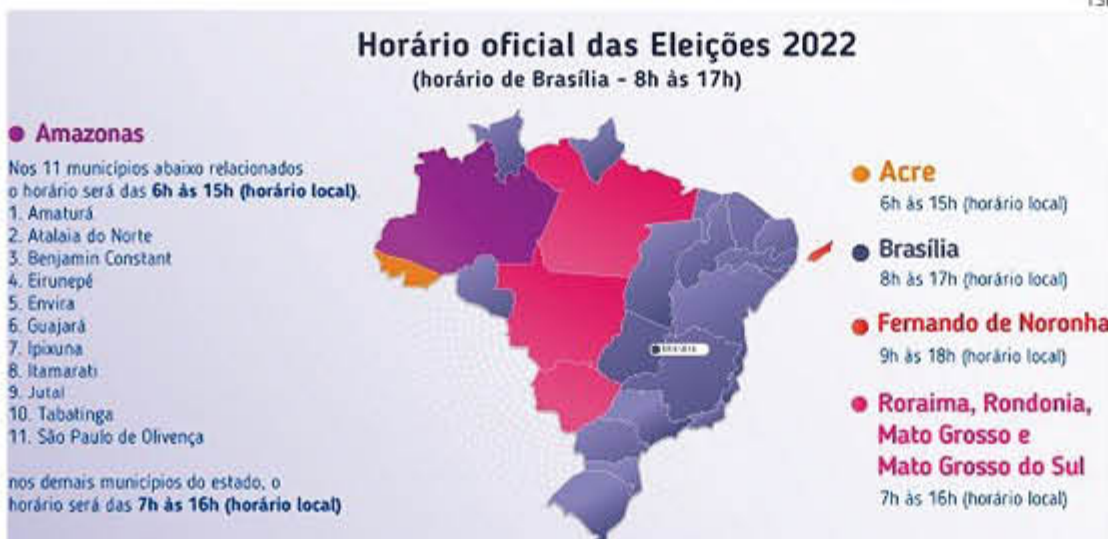 Horário oficial das Eleições 2022
(horário de Brasília - 8h às 17h)
Amazonas
Nos 11 municípios abaixo relacionados
o horário será das 6h às 15h (horário local).
1. Amaturá
2. Atalaia do Norte
3. Benjamin Constant
4. Eirunepé
5. Envira
6. Guajará
7. Ipixuna
8. Itamarati
9. Jutaí
10. Tabatinga
11. São Paulo de Olivença
nos demais municípios do estado, o
horário será das 7h às 16h (horário local)
Acre
6h às 15h (horário local)
Brasília
8h às 17h (horário local)
Fernando de Noronha
9h às 18h (horário local)
Roraima, Rondonia,
Mato Grosso e
Mato Grosso do Sul
7h às 16h (horário local)